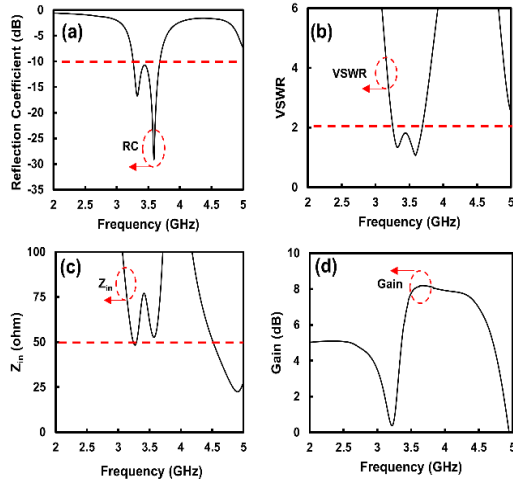 (a)
Reflection Coefficient (dB)
0
-5
-10
-15
-20
-25
-30
-35
RC
2 2.5 3 3.5 4 4.5 5
Frequency (GHz)
(b)
VSWR
6
4
2
0
VSWR
2 2.5 3 3.5 4 4.5 5
Frequency (GHz)
(c)
Zin (ohm)
100
75
50
25
0
Zin
2 2.5 3 3.5 4 4.5 5
Frequency (GHz)
(d)
Gain (dB)
10
8
6
4
2
0
Gain
2 2.5 3 3.5 4 4.5 5
Frequency (GHz)